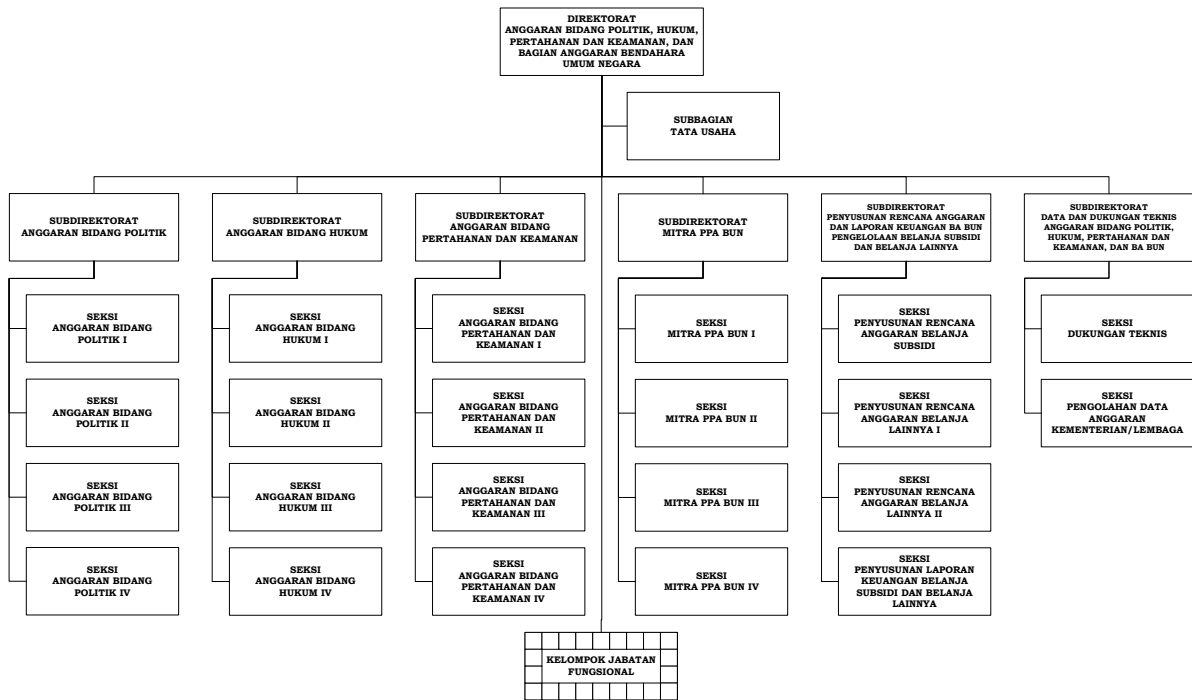 DIREKTORAT
ANGGARAN BIDANG POLITIK, HUKUM,
PERTAHANAN DAN KEAMANAN, DAN
BAGIAN ANGGARAN BENDAHARA
UMUM NEGARA
SUBBAGIAN
TATA USAHA
SUBDIREKTORAT
ANGGARAN BIDANG POLITIK
SUBDIREKTORAT
ANGGARAN BIDANG HUKUM
SUBDIREKTORAT
ANGGARAN BIDANG
PERTAHANAN DAN KEAMANAN
SUBDIREKTORAT
MITRA PPA BUN
SUBDIREKTORAT
PENYUSUNAN RENCANA ANGGARAN
DAN LAPORAN KEUANGAN BA BUN
PENGELOLAAN BELANJA SUBSIDI
DAN BELANJA LAINNYA
SUBDIREKTORAT
DATA DAN DUKUNGAN TEKNIS
ANGGARAN BIDANG POLITIK,
HUKUM, PERTAHANAN DAN
KEAMANAN, DAN BA BUN
SEKSI
ANGGARAN BIDANG
POLITIK I
SEKSI
ANGGARAN BIDANG
HUKUM I
SEKSI
ANGGARAN BIDANG
PERTAHANAN DAN
KEAMANAN I
SEKSI
MITRA PPA BUN I
SEKSI
PENYUSUNAN RENCANA
ANGGARAN BELANJA
SUBSIDI
SEKSI
DUKUNGAN TEKNIS
SEKSI
ANGGARAN BIDANG
POLITIK II
SEKSI
ANGGARAN BIDANG
HUKUM II
SEKSI
ANGGARAN BIDANG
PERTAHANAN DAN
KEAMANAN II
SEKSI
MITRA PPA BUN II
SEKSI
PENYUSUNAN RENCANA
ANGGARAN BELANJA
LAINNYA I
SEKSI
PENGOLAHAN DATA
ANGGARAN
KEMENTERIAN/LEMBAGA
SEKSI
ANGGARAN BIDANG
POLITIK III
SEKSI
ANGGARAN BIDANG
HUKUM III
SEKSI
ANGGARAN BIDANG
PERTAHANAN DAN
KEAMANAN III
SEKSI
MITRA PPA BUN III
SEKSI
PENYUSUNAN RENCANA
ANGGARAN BELANJA
LAINNYA II
SEKSI
ANGGARAN BIDANG
POLITIK IV
SEKSI
ANGGARAN BIDANG
HUKUM IV
SEKSI
ANGGARAN BIDANG
PERTAHANAN DAN
KEAMANAN IV
SEKSI
MITRA PPA BUN IV
SEKSI
PENYUSUNAN LAPORAN
KEUANGAN BELANJA
SUBSIDI DAN BELANJA
LAINNYA
KELOMPOK JABATAN
FUNGSIONAL